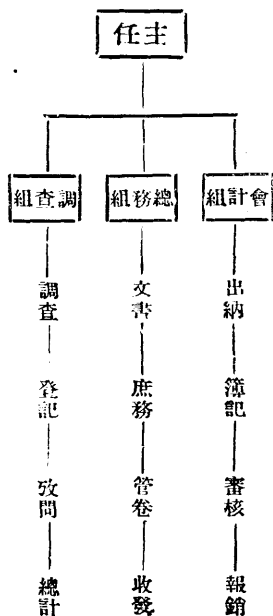 主任
會計組
出納
簿記
審核
報銷
總務組
文書
庶務
管卷
收發
調查組
調查
登記
攷問
總計